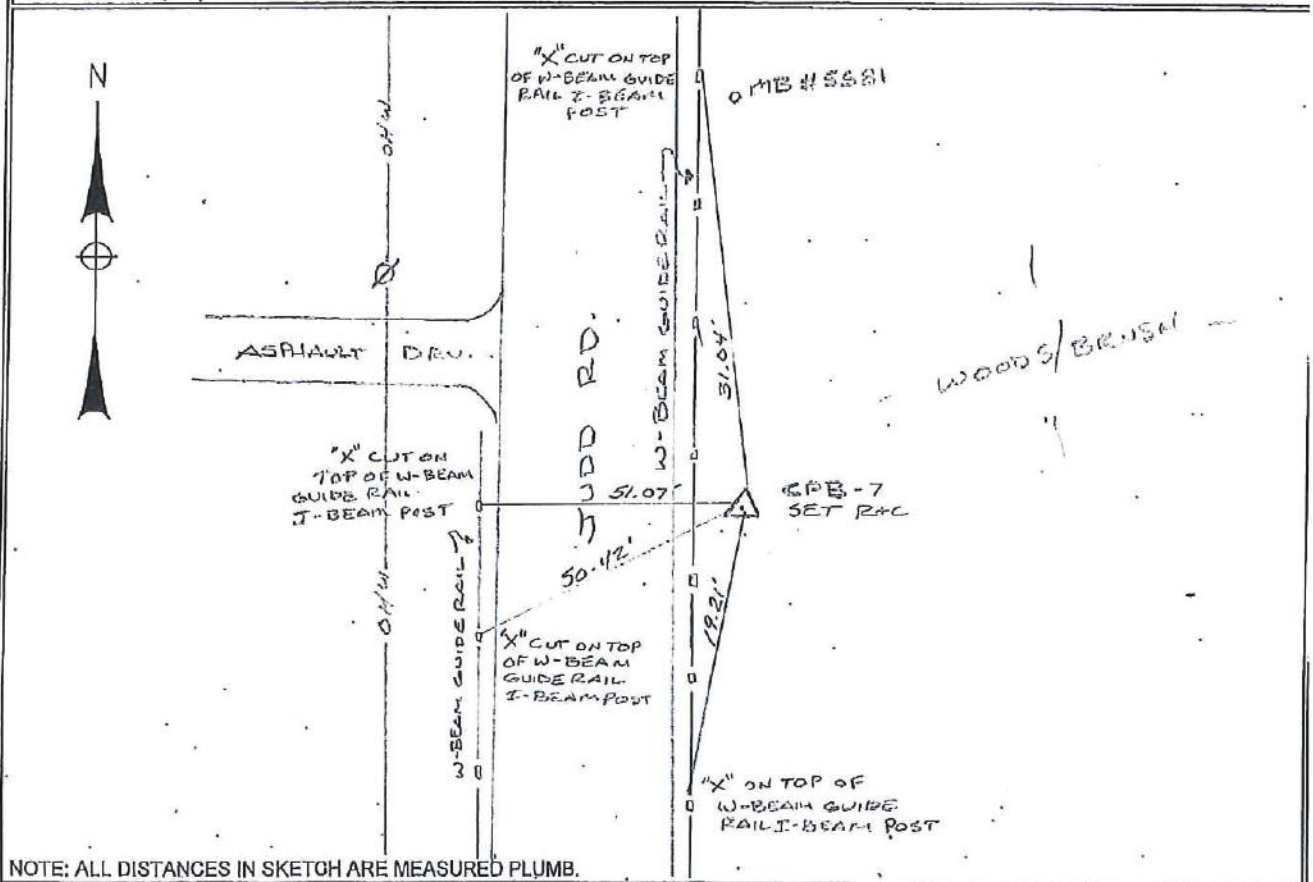 N
"X" CUT ON TOP
OF W-BEAM GUIDE
RAIL I-BEAM
POST
MB #5581
OHW
W-BEAM GUIDE RAIL
31.04'
WOODS/BRUSH
ASPHAULT DRV.
JUDD RD.
"X" CUT ON
TOP OF W-BEAM
GUIDE RAIL
I-BEAM POST
51.07'
SET R+C
50.42'
W-BEAM GUIDE RAIL
OHW
19.21'
"X" CUT ON TOP
OF W-BEAM
GUIDE RAIL
I-BEAM POST
"X" ON TOP OF
W-BEAM GUIDE
RAIL I-BEAM POST
NOTE: ALL DISTANCES IN SKETCH ARE MEASURED PLUMB.